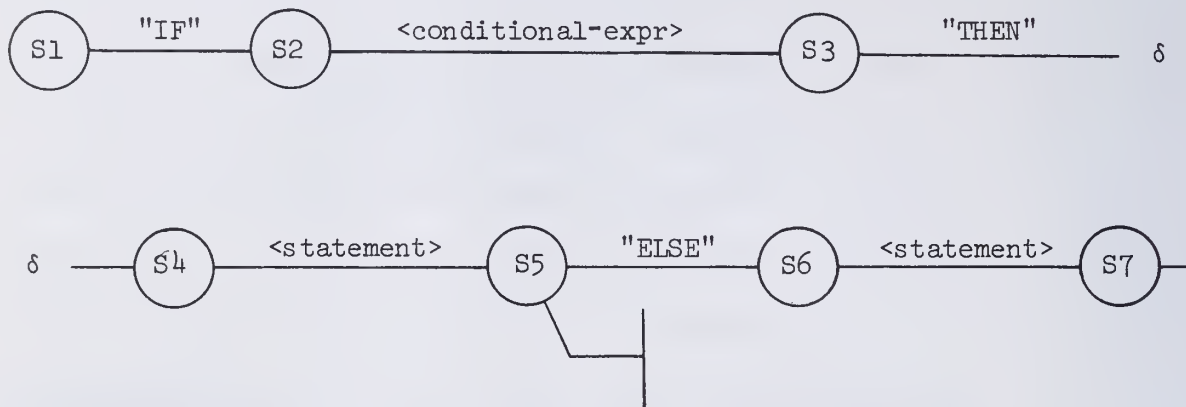 "IF" <conditional-expr> "THEN"
S1 S2 S3 δ
<statement> "ELSE" <statement>
δ S4 S5 S6 S7